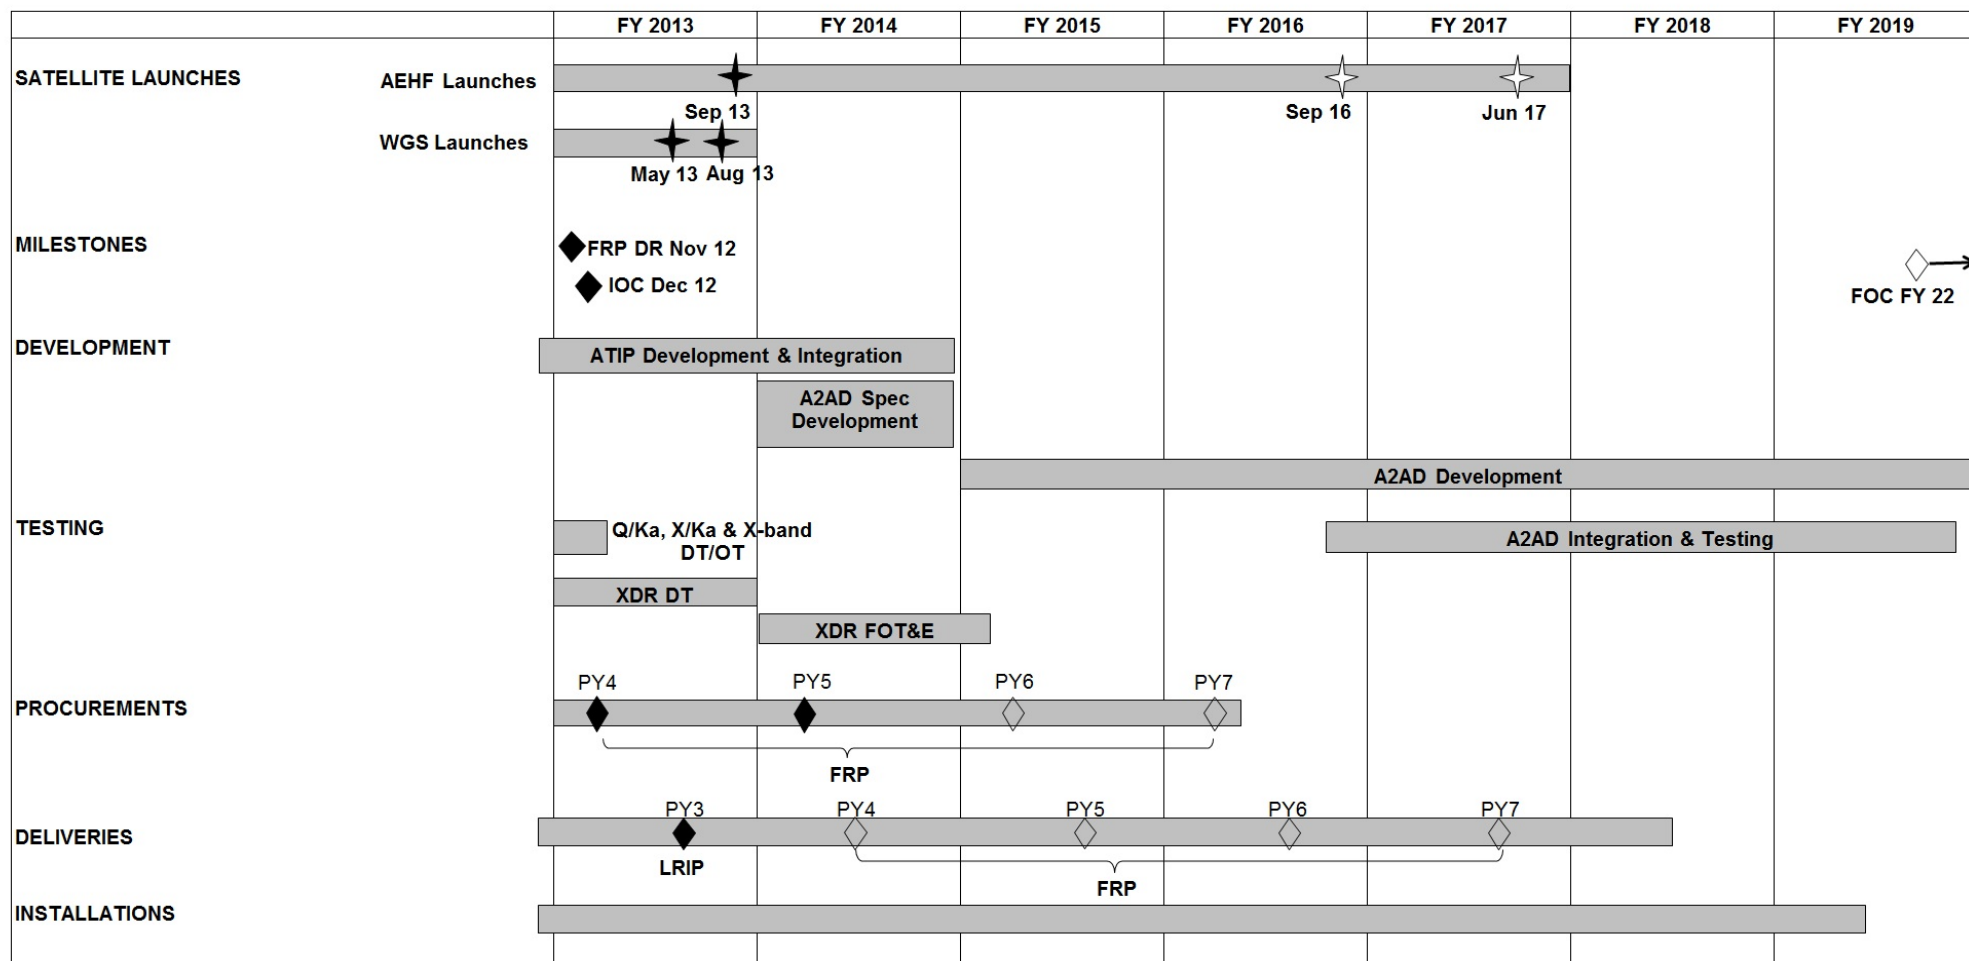 FY 2013 FY 2014 FY 2015 FY 2016 FY 2017 FY 2018 FY 2019
SATELLITE LAUNCHES AEHF Launches
Sep 13 Sep 16 Jun 17
WGS Launches
May 13 Aug 13
MILESTONES FRP DR Nov 12
IOC Dec 12
FOC FY 22
DEVELOPMENT ATIP Development & Integration
A2AD Spec
Development
A2AD Development
TESTING Q/Ka, X/Ka & X-band
DT/OT
A2AD Integration & Testing
XDR DT
XDR FOT&E
PY4 PY5 PY6 PY7
PROCUREMENTS
FRP
PY3 PY4 PY5 PY6 PY7
DELIVERIES
LRIP
FRP
INSTALLATIONS